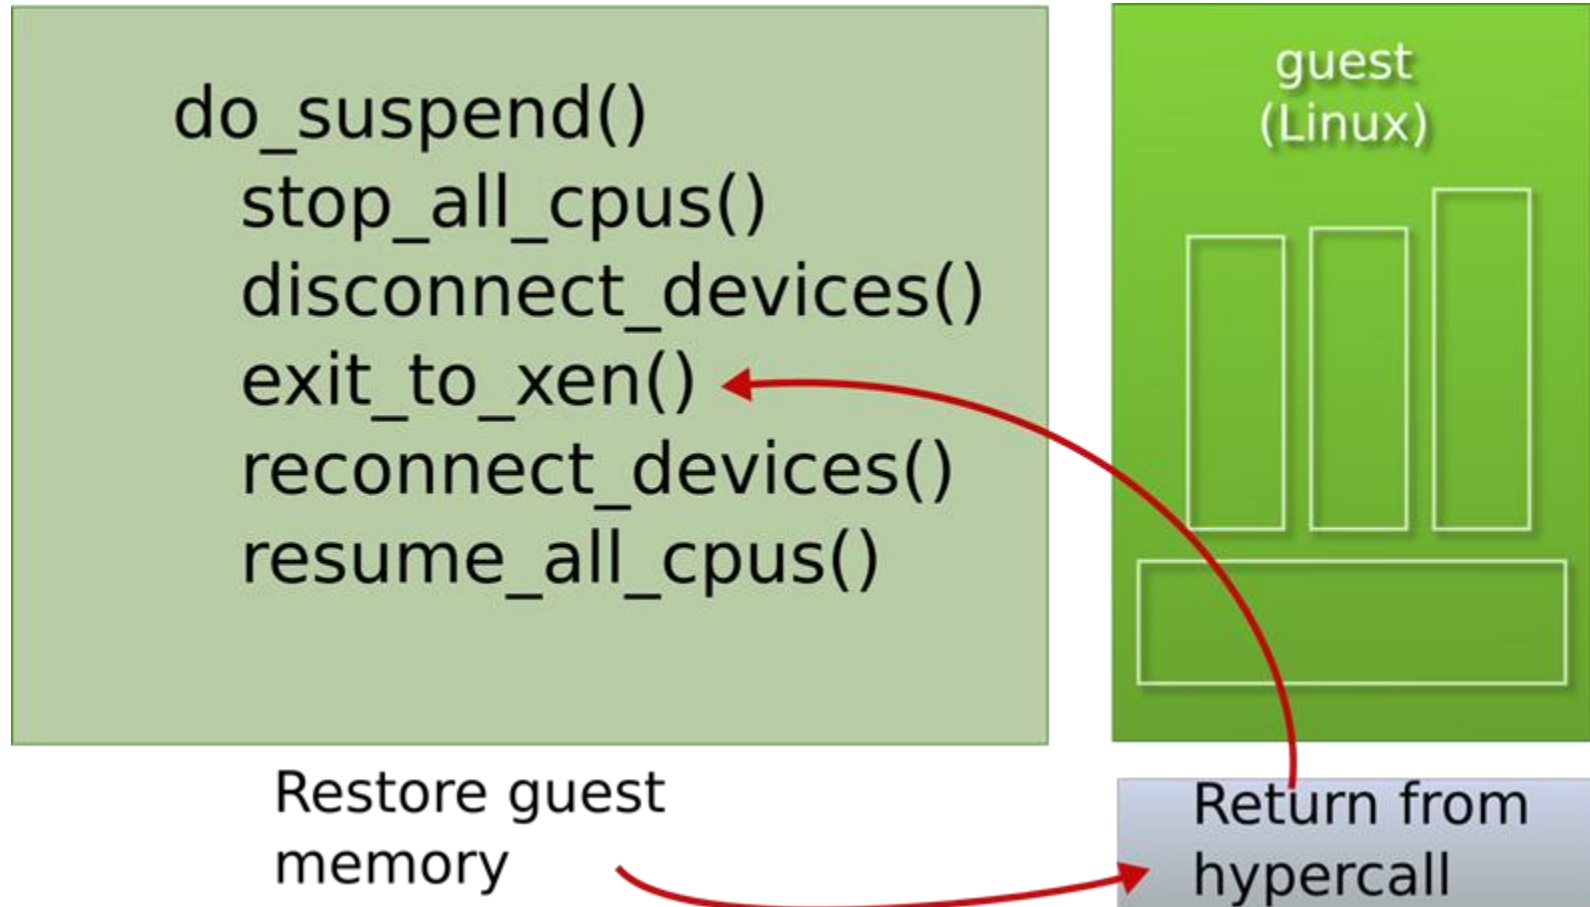 do_suspend()
stop_all_cpus()
disconnect_devices()
exit_to_xen()
reconnect_devices()
resume_all_cpus()
guest
(Linux)
Restore guest
memory
Return from
hypercall